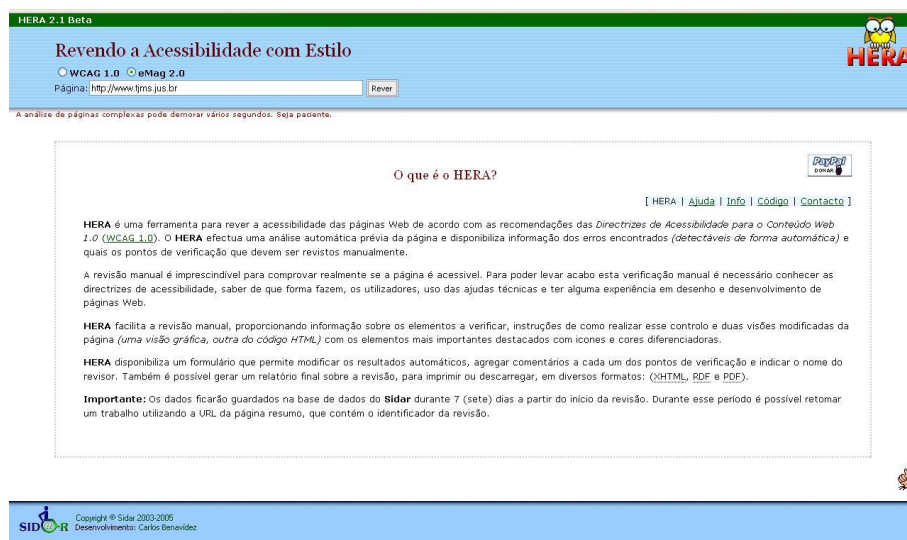 HERA 2.1 Beta
HERA
Revendo a Acessibilidade com Estilo
WCAG 1.0 eMag 2.0
Página: http://www.tjms.jus.br Rever
A análise de páginas complexas pode demorar vários segundos. Seja paciente.
PayPal
DONAR
O que é o HERA?
[ HERA | Ajuda | Info | Código | Contacto ]
HERA é uma ferramenta para rever a acessibilidade das páginas Web de acordo com as recomendações das Directrizes de Acessibilidade para o Conteúdo Web
1.0 (WCAG 1.0). O HERA efectua uma análise automática prévia da página e disponibiliza informação dos erros encontrados (detectáveis de forma automática) e
quais os pontos de verificação que devem ser revistos manualmente.
A revisão manual é imprescindível para comprovar realmente se a página é acessivel. Para poder levar acabo esta verificação manual é necessário conhecer as
directrizes de acessibilidade, saber de que forma fazem, os utilizadores, uso das ajudas técnicas e ter alguma experiência em desenho e desenvolvimento de
páginas Web.
HERA facilita a revisão manual, proporcionando informação sobre os elementos a verificar, instruções de como realizar esse controlo e duas visões modificadas da
página (uma visão gráfica, outra do código HTML) com os elementos mais importantes destacados com icones e cores diferenciadoras.
HERA disponibiliza um formulário que permite modificar os resultados automáticos, agregar comentários a cada um dos pontos de verificação e indicar o nome do
revisor. Também é possível gerar um relatório final sobre a revisão, para imprimir ou descarregar, em diversos formatos: (XHTML, RDF e PDF).
Importante: Os dados ficarão guardados na base de dados do Sidar durante 7 (sete) dias a partir do início da revisão. Durante esse período é possível retomar
um trabalho utilizando a URL da página resumo, que contém o identificador da revisão.
SID@R
Copyright © Sidar 2003-2005
Desenvolvimento: Carlos Benavídez